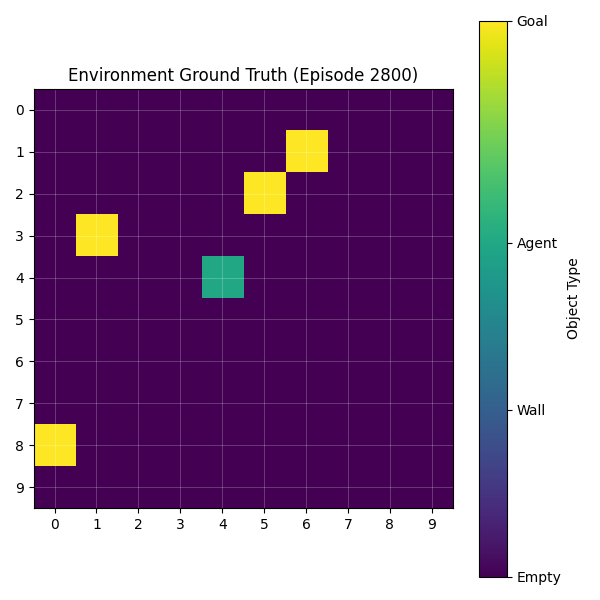 Environment Ground Truth (Episode 2800)
0
1
2
3
4
5
6
7
8
9
0 1 2 3 4 5 6 7 8 9
Goal
Agent
Wall
Empty
Object Type